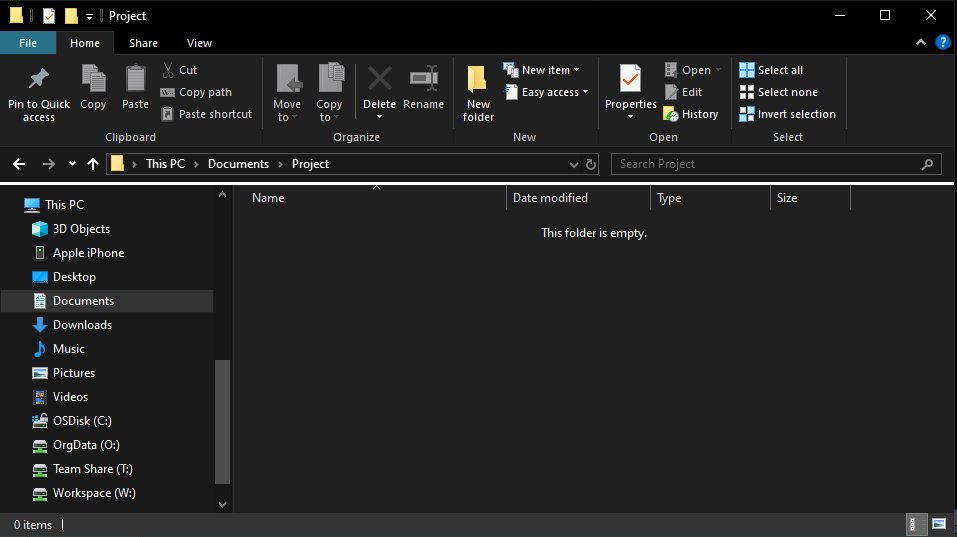 Project
File Home Share View
Pin to Quick access
Copy
Paste
Cut
Copy path
Paste shortcut
Clipboard
Move to
Copy to
Delete
Rename
Organize
New folder
New item
Easy access
New
Properties
Open
Edit
History
Open
Select all
Select none
Invert selection
Select
This PC > Documents > Project
Search Project
This PC
3D Objects
Apple iPhone
Desktop
Documents
Downloads
Music
Pictures
Videos
OSDisk (C:)
OrgData (O:)
Team Share (T:)
Workspace (W:)
Name Date modified Type Size
This folder is empty.
0 items